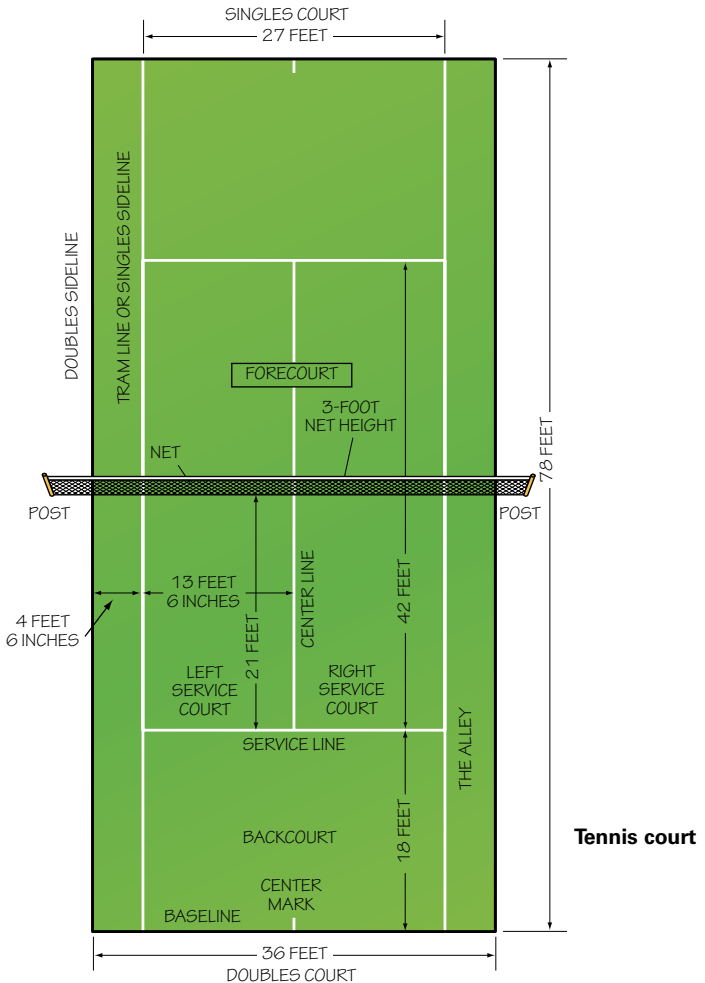 SINGLES COURT
27 FEET
DOUBLES SIDELINE
TRAM LINE OR SINGLES SIDELINE
FORECOURT
3-FOOT
NET HEIGHT
NET
78 FEET
POST
POST
13 FEET
6 INCHES
4 FEET
6 INCHES
21 FEET
CENTER LINE
42 FEET
LEFT
SERVICE
COURT
RIGHT
SERVICE
COURT
SERVICE LINE
THE ALLEY
18 FEET
BACKCOURT
Tennis court
CENTER
MARK
BASELINE
36 FEET
DOUBLES COURT